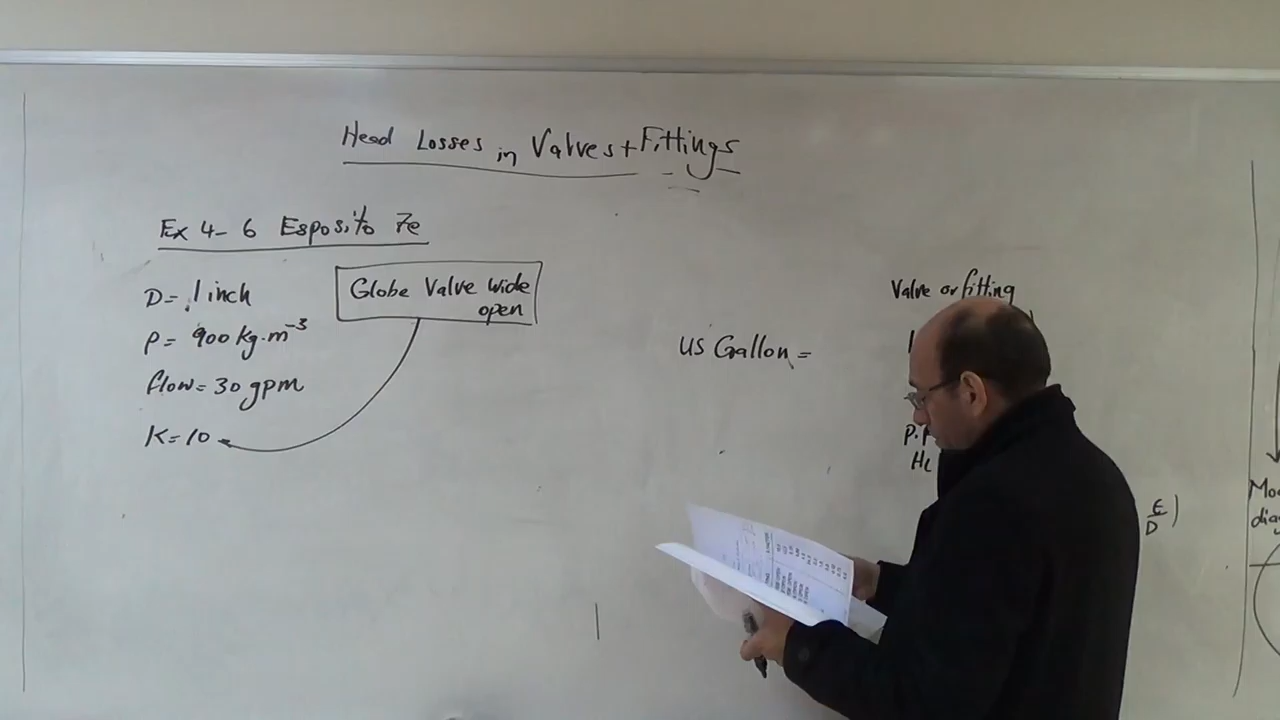 Head Losses in Valves + Fittings
Ex 4-6 Esposito 7e
D = 1 inch
ρ = 900 kg.m⁻³
flow = 30 gpm
K = 10
Globe Valve wide
open
US Gallon =
Valve or fitting
P.
HL
ε/D )